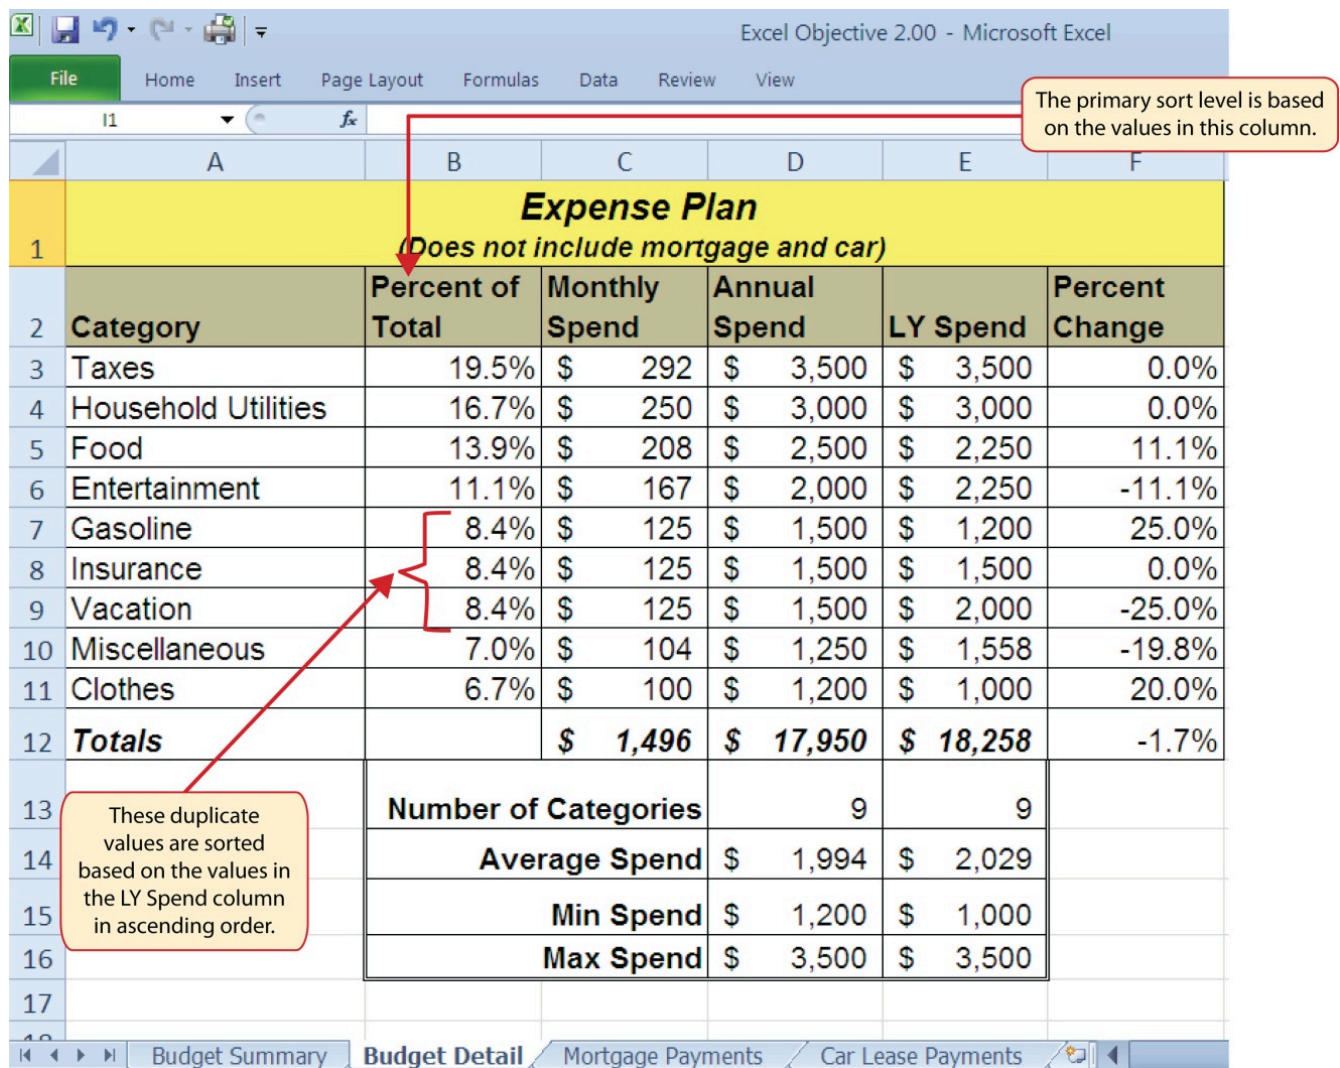 Excel Objective 2.00 - Microsoft Excel
File Home Insert Page Layout Formulas Data Review View
The primary sort level is based
on the values in this column.
I1 fx
A B C D E F
1 Expense Plan
(Does not include mortgage and car)
2 Category Percent of Total Monthly Spend Annual Spend LY Spend Percent Change
3 Taxes 19.5% $ 292 $ 3,500 $ 3,500 0.0%
4 Household Utilities 16.7% $ 250 $ 3,000 $ 3,000 0.0%
5 Food 13.9% $ 208 $ 2,500 $ 2,250 11.1%
6 Entertainment 11.1% $ 167 $ 2,000 $ 2,250 -11.1%
7 Gasoline 8.4% $ 125 $ 1,500 $ 1,200 25.0%
8 Insurance 8.4% $ 125 $ 1,500 $ 1,500 0.0%
9 Vacation 8.4% $ 125 $ 1,500 $ 2,000 -25.0%
10 Miscellaneous 7.0% $ 104 $ 1,250 $ 1,558 -19.8%
11 Clothes 6.7% $ 100 $ 1,200 $ 1,000 20.0%
12 Totals $ 1,496 $ 17,950 $ 18,258 -1.7%
13 Number of Categories 9 9
14 Average Spend $ 1,994 $ 2,029
15 Min Spend $ 1,200 $ 1,000
16 Max Spend $ 3,500 $ 3,500
17
These duplicate
values are sorted
based on the values in
the LY Spend column
in ascending order.
Budget Summary Budget Detail Mortgage Payments Car Lease Payments